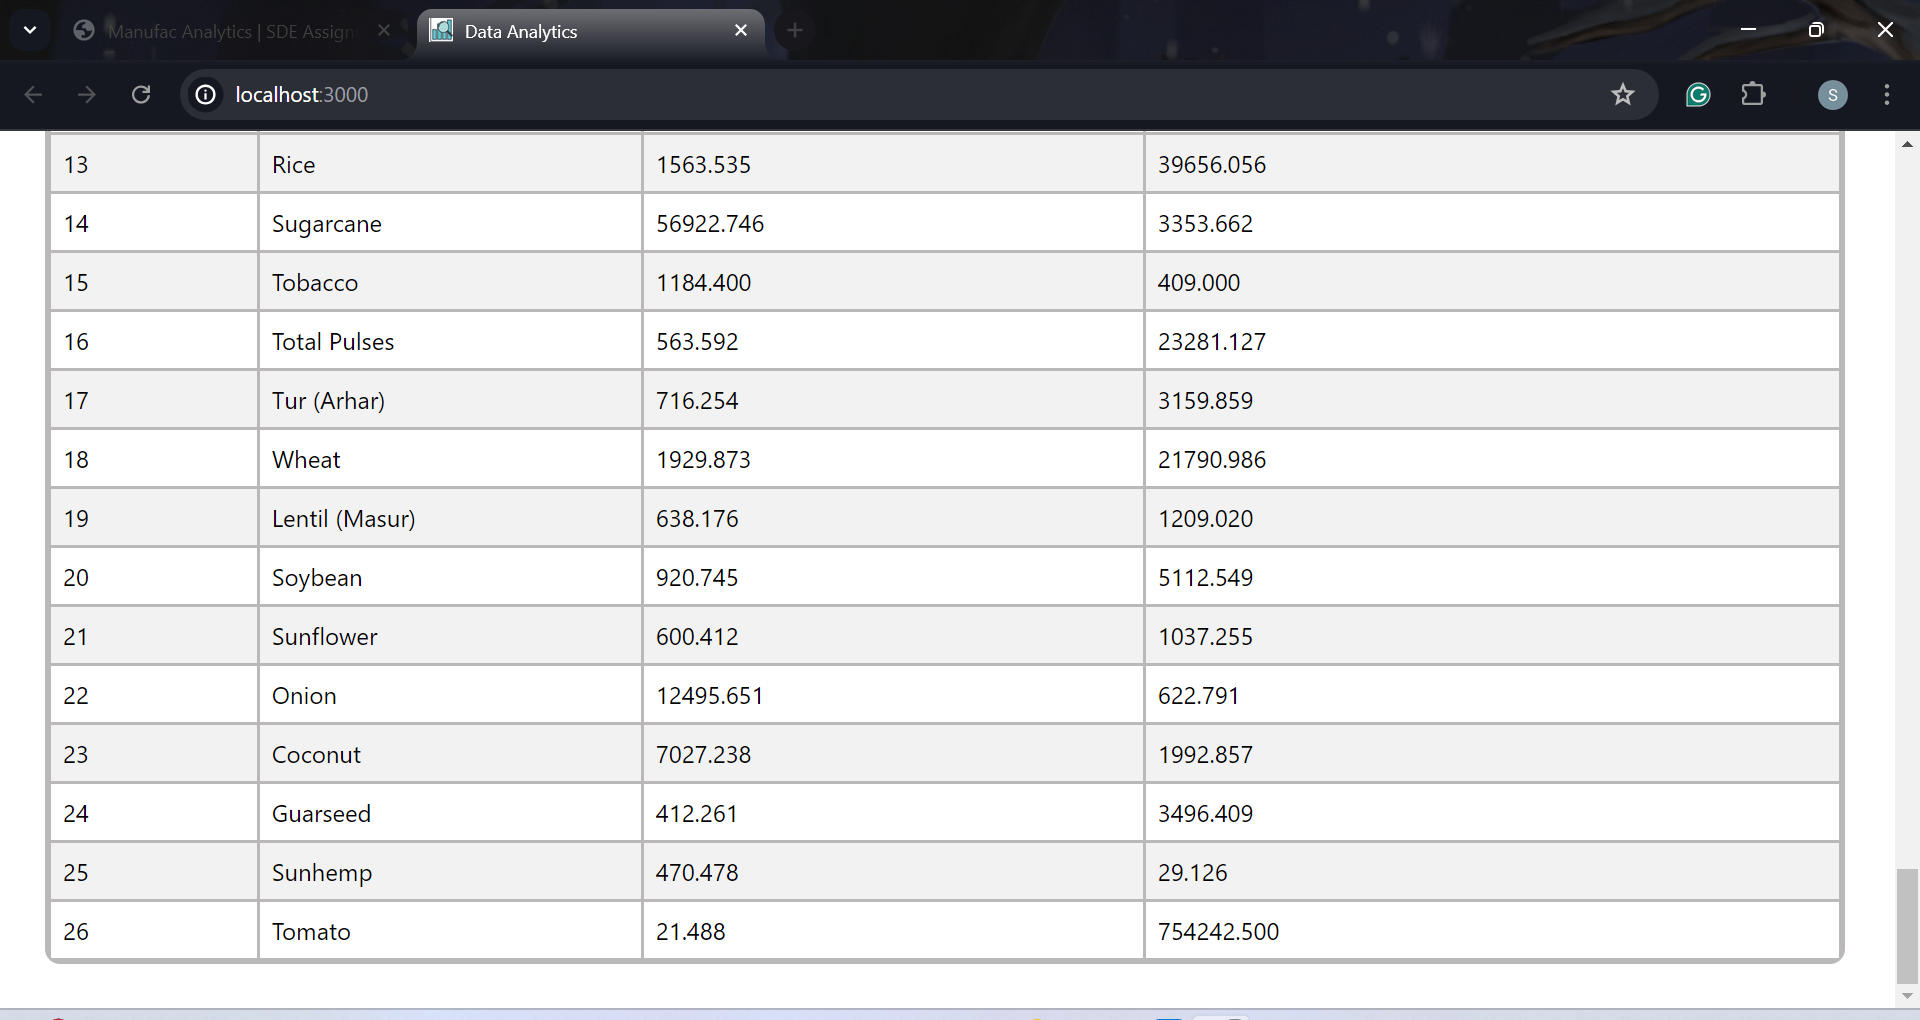 Manufac Analytics | SDE Assign
Data Analytics
localhost:3000
S
13 Rice 1563.535 39656.056
14 Sugarcane 56922.746 3353.662
15 Tobacco 1184.400 409.000
16 Total Pulses 563.592 23281.127
17 Tur (Arhar) 716.254 3159.859
18 Wheat 1929.873 21790.986
19 Lentil (Masur) 638.176 1209.020
20 Soybean 920.745 5112.549
21 Sunflower 600.412 1037.255
22 Onion 12495.651 622.791
23 Coconut 7027.238 1992.857
24 Guarseed 412.261 3496.409
25 Sunhemp 470.478 29.126
26 Tomato 21.488 754242.500